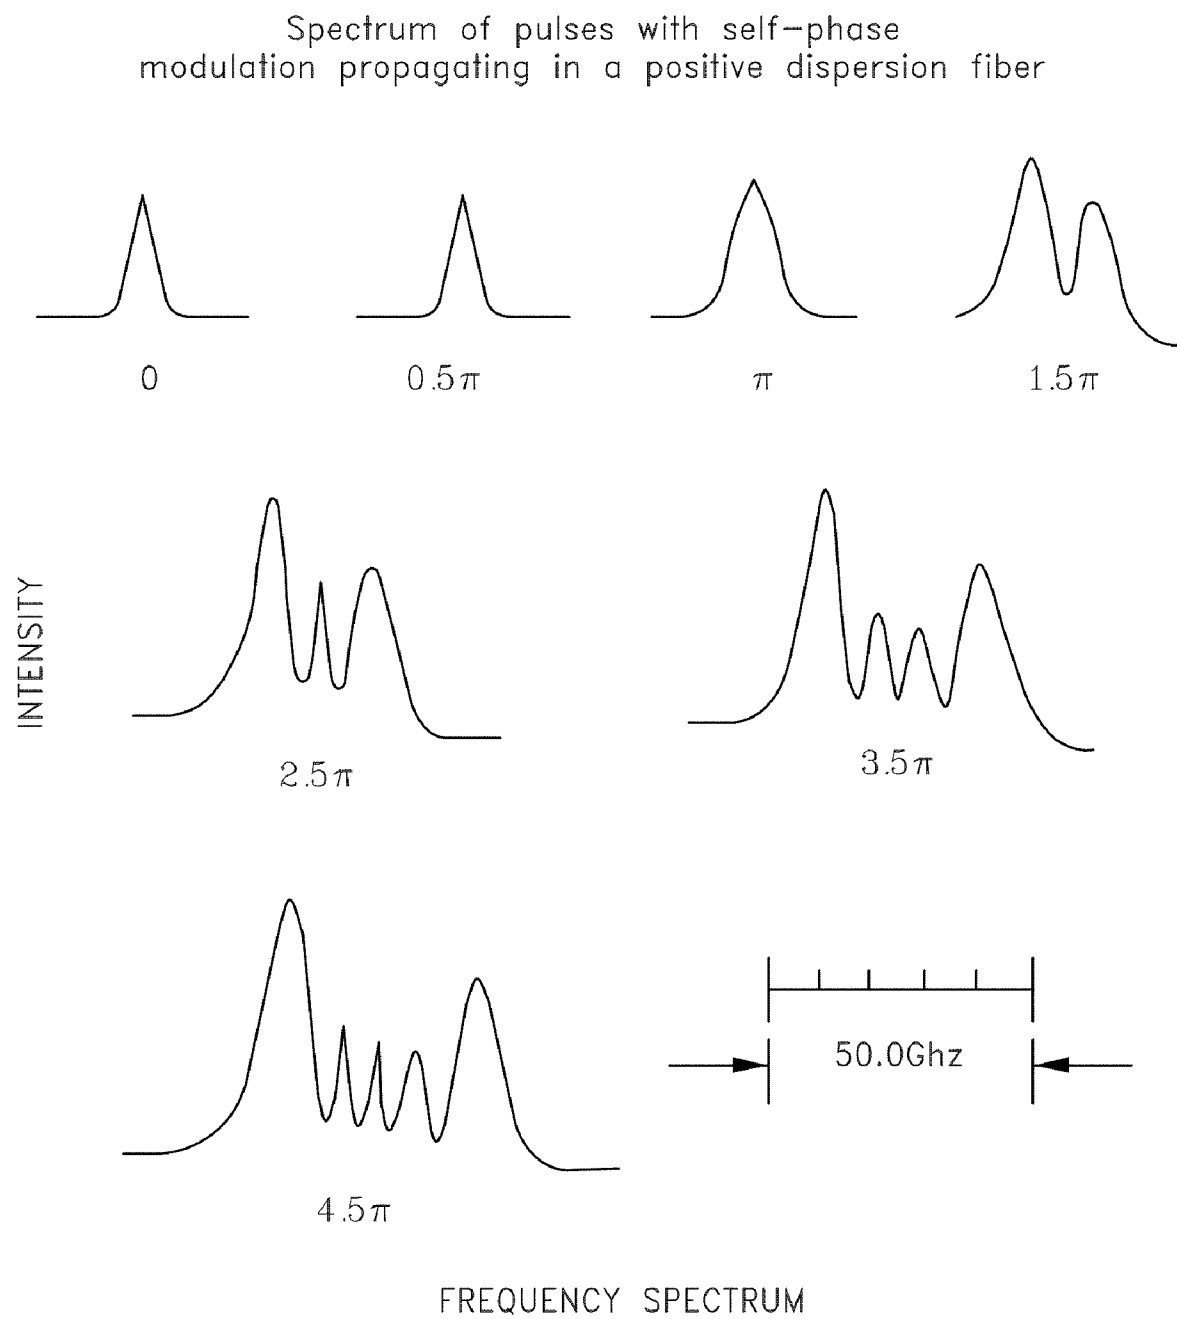 Spectrum of pulses with self-phase
modulation propagating in a positive dispersion fiber
0
0.5π
π
1.5π
INTENSITY
2.5π
3.5π
4.5π
50.0Ghz
FREQUENCY SPECTRUM